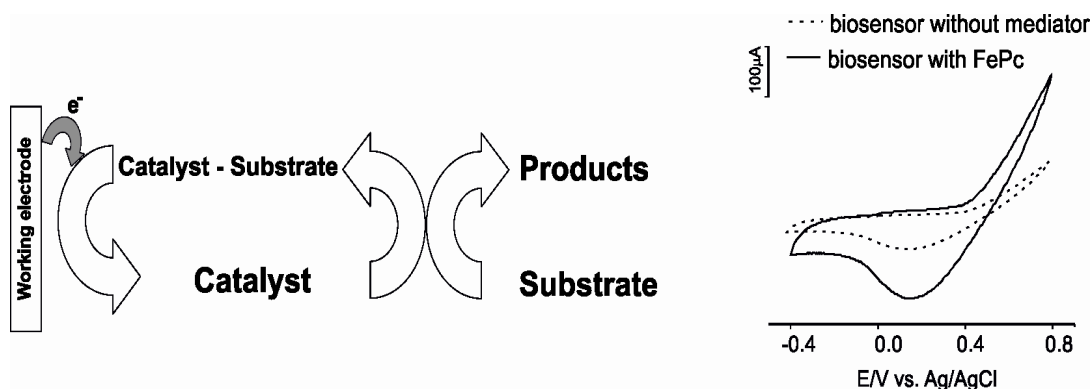 Working electrode
e-
Catalyst - Substrate
Products
Catalyst
Substrate
biosensor without mediator
biosensor with FePc
100μA
-0.4 0.0 0.4 0.8
E/V vs. Ag/AgCl